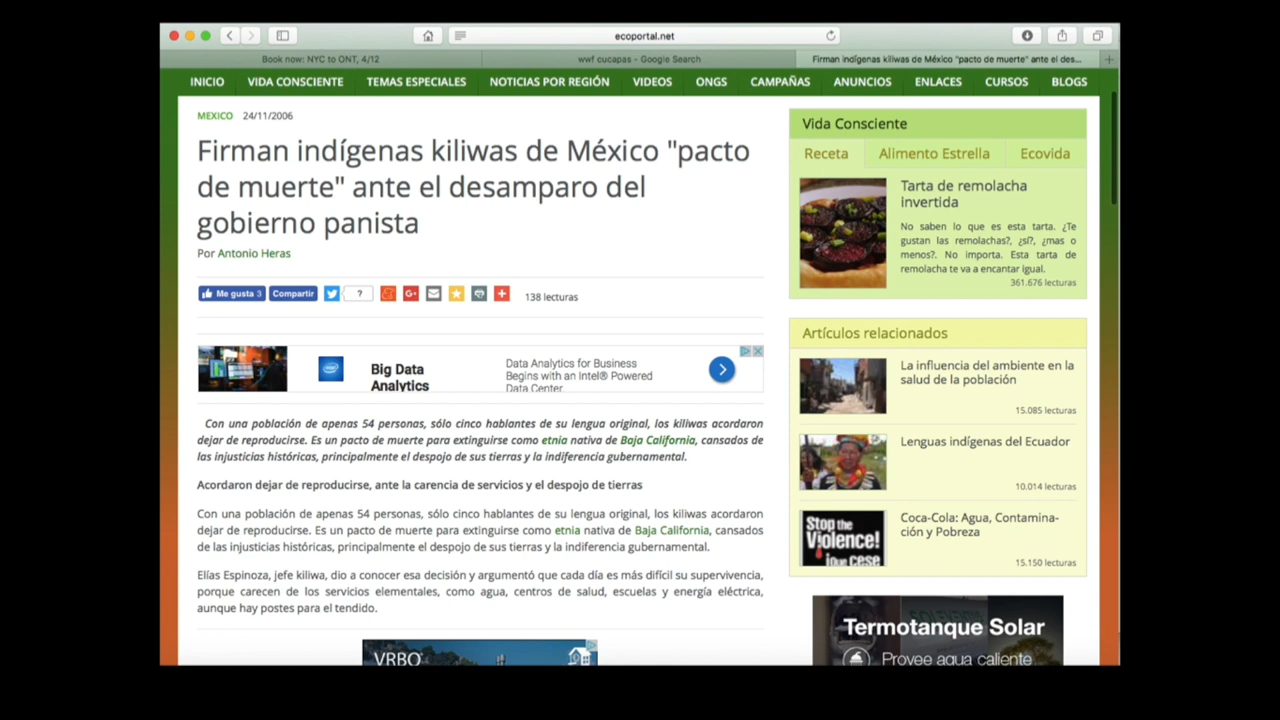 ecoportal.net
Book now: NYC to ONT, 4/12
wwf cucapas - Google Search
Firman indígenas kiliwas de México "pacto de muerte" ante el des...
INICIO VIDA CONSCIENTE TEMAS ESPECIALES NOTICIAS POR REGIÓN VIDEOS ONGS CAMPAÑAS ANUNCIOS ENLACES CURSOS BLOGS
MEXICO 24/11/2006
Firman indígenas kiliwas de México "pacto
de muerte" ante el desamparo del
gobierno panista
Por Antonio Heras
Me gusta 3 Compartir ? G+ 138 lecturas
Big Data
Analytics
Data Analytics for Business
Begins with an Intel® Powered
Data Center.
Con una población de apenas 54 personas, sólo cinco hablantes de su lengua original, los kiliwas acordaron
dejar de reproducirse. Es un pacto de muerte para extinguirse como etnia nativa de Baja California, cansados de
las injusticias históricas, principalmente el despojo de sus tierras y la indiferencia gubernamental.
Acordaron dejar de reproducirse, ante la carencia de servicios y el despojo de tierras
Con una población de apenas 54 personas, sólo cinco hablantes de su lengua original, los kiliwas acordaron
dejar de reproducirse. Es un pacto de muerte para extinguirse como etnia nativa de Baja California, cansados
de las injusticias históricas, principalmente el despojo de sus tierras y la indiferencia gubernamental.
Elías Espinoza, jefe kiliwa, dio a conocer esa decisión y argumentó que cada día es más difícil su supervivencia,
porque carecen de los servicios elementales, como agua, centros de salud, escuelas y energía eléctrica,
aunque hay postes para el tendido.
VRBO
Vida Consciente
Receta Alimento Estrella Ecovida
Tarta de remolacha
invertida
No saben lo que es esta tarta. ¿Te
gustan las remolachas?, ¿sí?, ¿mas o
menos?. No importa. Esta tarta de
remolacha te va a encantar igual.
361.676 lecturas
Artículos relacionados
La influencia del ambiente en la
salud de la población
15.085 lecturas
Lenguas indígenas del Ecuador
10.014 lecturas
Stop the
Violence!
¡Que cese
Coca-Cola: Agua, Contamina-
ción y Pobreza
15.150 lecturas
Termotanque Solar
Provee agua caliente